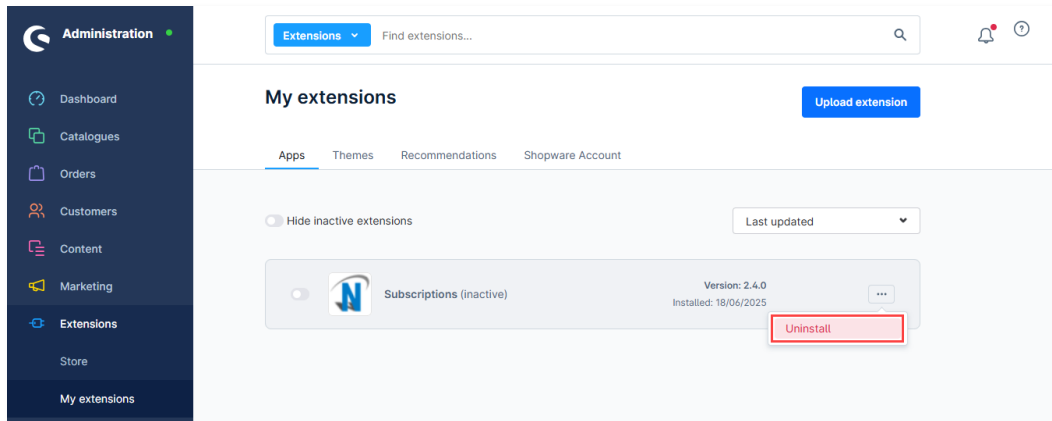 Administration
Extensions
Find extensions...
Dashboard
Catalogues
Orders
Customers
Content
Marketing
Extensions
Store
My extensions
My extensions
Upload extension
Apps
Themes
Recommendations
Shopware Account
Hide inactive extensions
Last updated
N
Subscriptions (inactive)
Version: 2.4.0
Installed: 18/06/2025
...
Uninstall